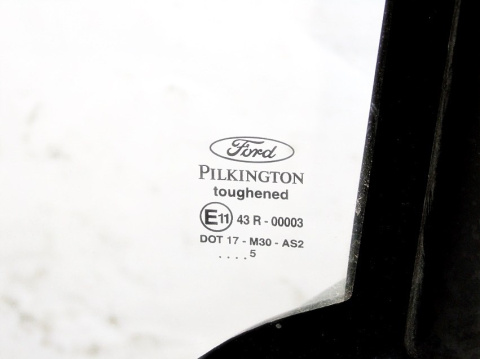 Ford
PILKINGTON
toughened
E11 43 R - 00003
DOT 17 - M30 - AS2
. . . . 5